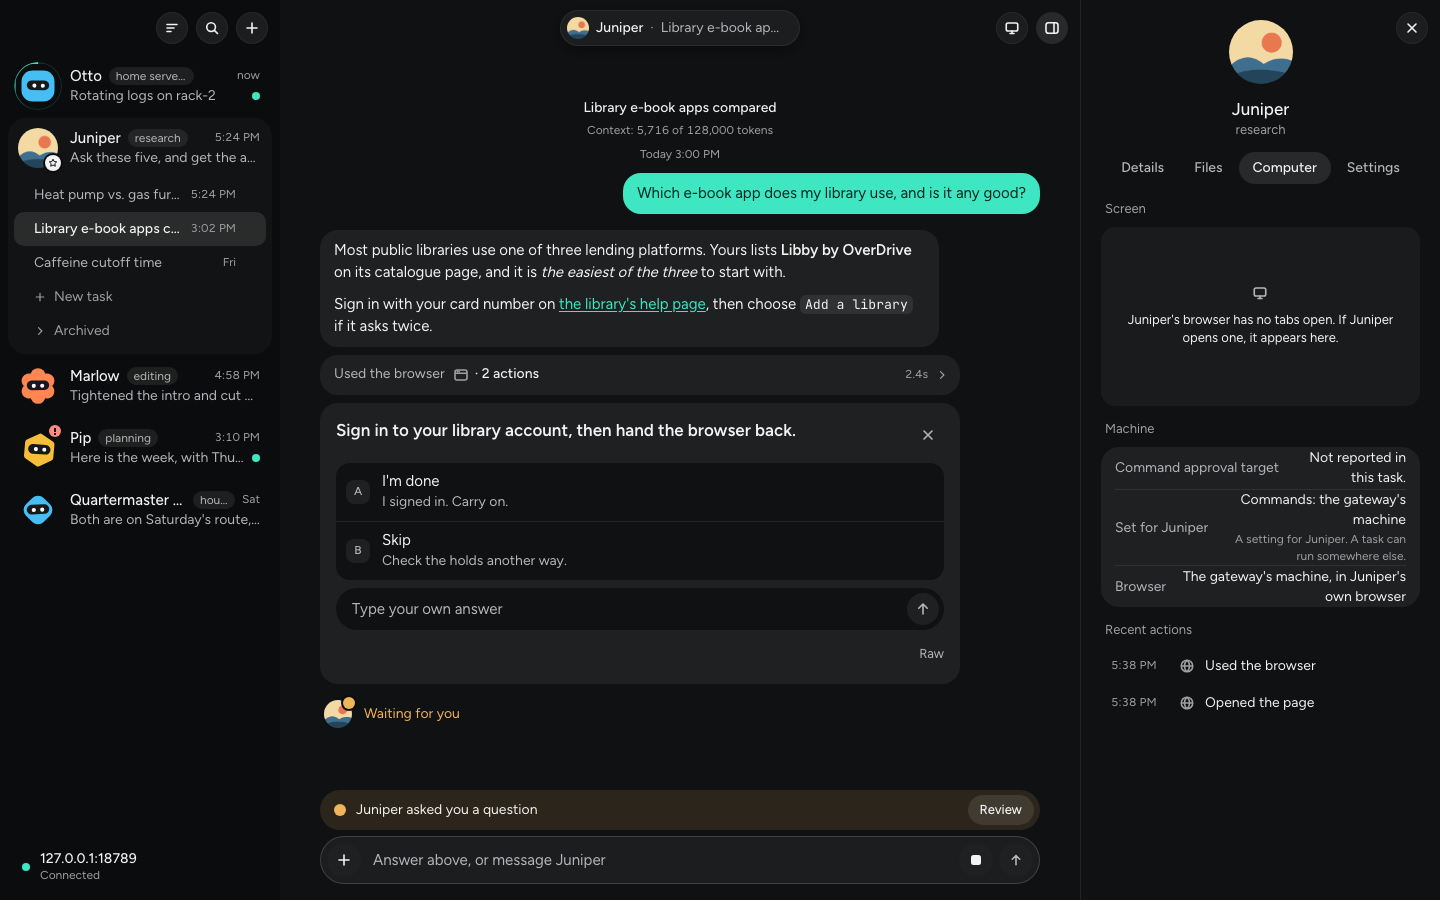 Otto home serve... now
Rotating logs on rack-2
Juniper research 5:24 PM
Ask these five, and get the a...
Heat pump vs. gas fur... 5:24 PM
Library e-book apps c... 3:02 PM
Caffeine cutoff time Fri
New task
Archived
Marlow editing 4:58 PM
Tightened the intro and cut ...
Pip planning 3:10 PM
Here is the week, with Thu...
Quartermaster ... hou... Sat
Both are on Saturday's route,...
127.0.0.1:18789
Connected
Juniper · Library e-book ap...
Library e-book apps compared
Context: 5,716 of 128,000 tokens
Today 3:00 PM
Which e-book app does my library use, and is it any good?
Most public libraries use one of three lending platforms. Yours lists Libby by OverDrive
on its catalogue page, and it is the easiest of the three to start with.
Sign in with your card number on the library's help page, then choose Add a library
if it asks twice.
Used the browser · 2 actions 2.4s
Sign in to your library account, then hand the browser back.
A I'm done
I signed in. Carry on.
B Skip
Check the holds another way.
Type your own answer
Raw
Waiting for you
Juniper asked you a question Review
Answer above, or message Juniper
Juniper
research
Details Files Computer Settings
Screen
Juniper's browser has no tabs open. If Juniper
opens one, it appears here.
Machine
Command approval target Not reported in
this task.
Set for Juniper Commands: the gateway's
machine
A setting for Juniper. A task can
run somewhere else.
Browser The gateway's machine, in Juniper's
own browser
Recent actions
5:38 PM Used the browser
5:38 PM Opened the page